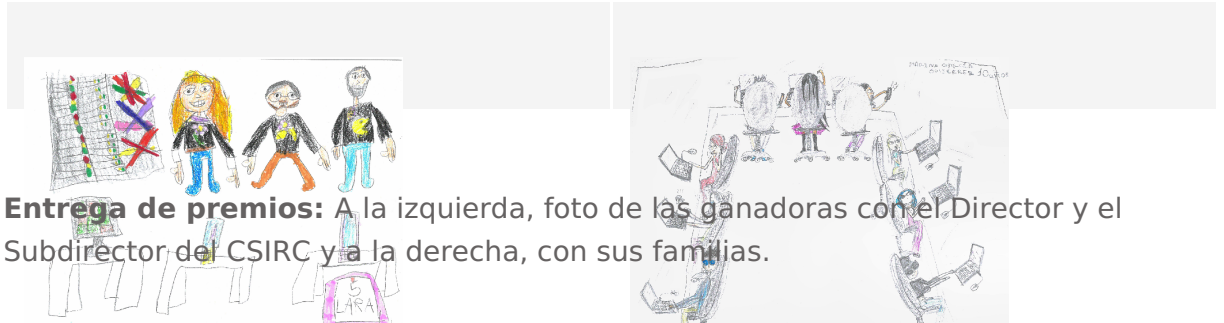 Entrega de premios: A la izquierda, foto de las ganadoras con el Director y el
Subdirector del CSIRC y a la derecha, con sus familias.
5
LARA